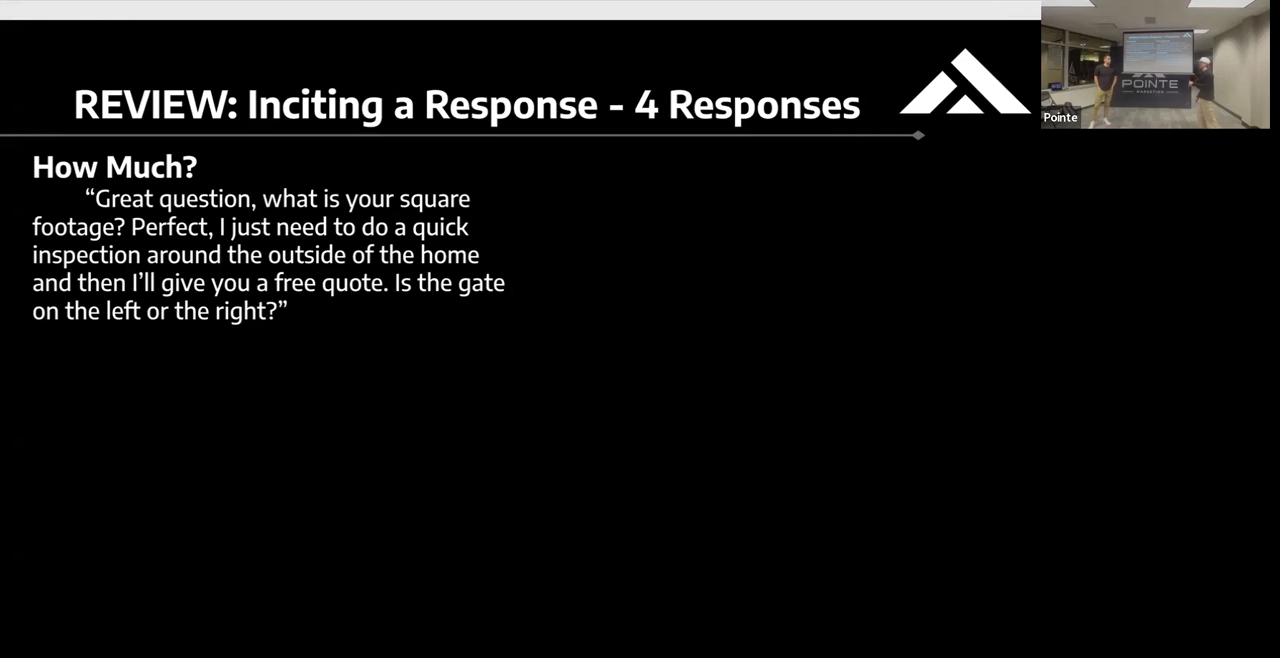 REVIEW: Inciting a Response - 4 Responses
How Much?
“Great question, what is your square
footage? Perfect, I just need to do a quick
inspection around the outside of the home
and then I’ll give you a free quote. Is the gate
on the left or the right?”
POINTE
MARKETING
Pointe